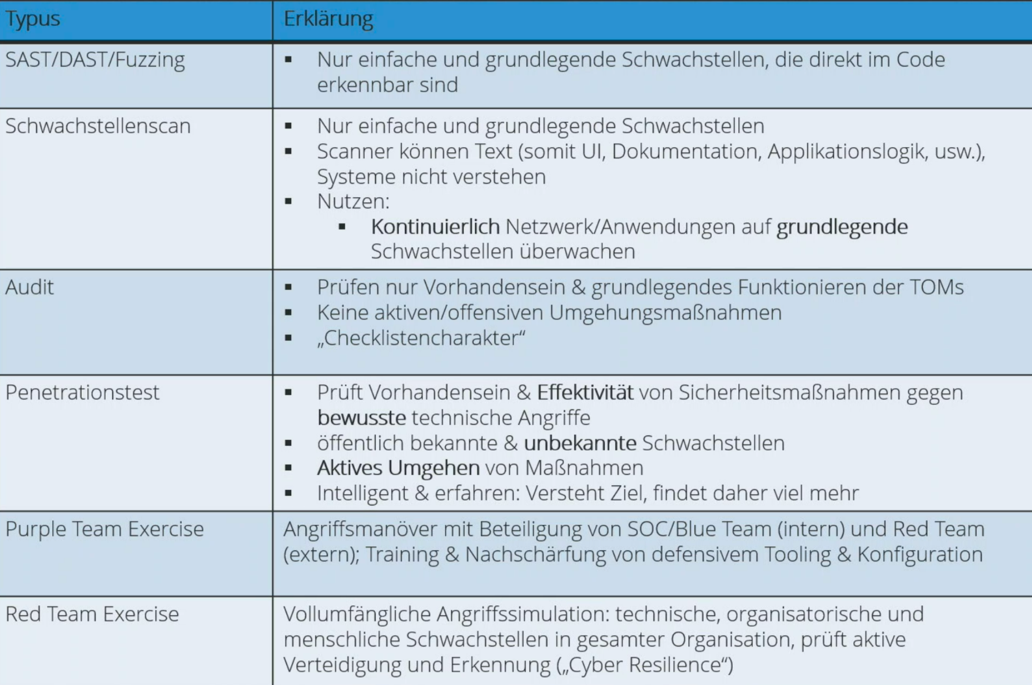 Typus
Erklärung
SAST/DAST/Fuzzing
▪ Nur einfache und grundlegende Schwachstellen, die direkt im Code
erkennbar sind
Schwachstellenscan
▪ Nur einfache und grundlegende Schwachstellen
▪ Scanner können Text (somit UI, Dokumentation, Applikationslogik, usw.),
Systeme nicht verstehen
▪ Nutzen:
▪ Kontinuierlich Netzwerk/Anwendungen auf grundlegende
Schwachstellen überwachen
Audit
▪ Prüfen nur Vorhandensein & grundlegendes Funktionieren der TOMs
▪ Keine aktiven/offensiven Umgehungsmaßnahmen
▪ „Checklistencharakter“
Penetrationstest
▪ Prüft Vorhandensein & Effektivität von Sicherheitsmaßnahmen gegen
bewusste technische Angriffe
▪ öffentlich bekannte & unbekannte Schwachstellen
▪ Aktives Umgehen von Maßnahmen
▪ Intelligent & erfahren: Versteht Ziel, findet daher viel mehr
Purple Team Exercise
Angriffsmanöver mit Beteiligung von SOC/Blue Team (intern) und Red Team
(extern); Training & Nachschärfung von defensivem Tooling & Konfiguration
Red Team Exercise
Vollumfängliche Angriffssimulation: technische, organisatorische und
menschliche Schwachstellen in gesamter Organisation, prüft aktive
Verteidigung und Erkennung („Cyber Resilience“)